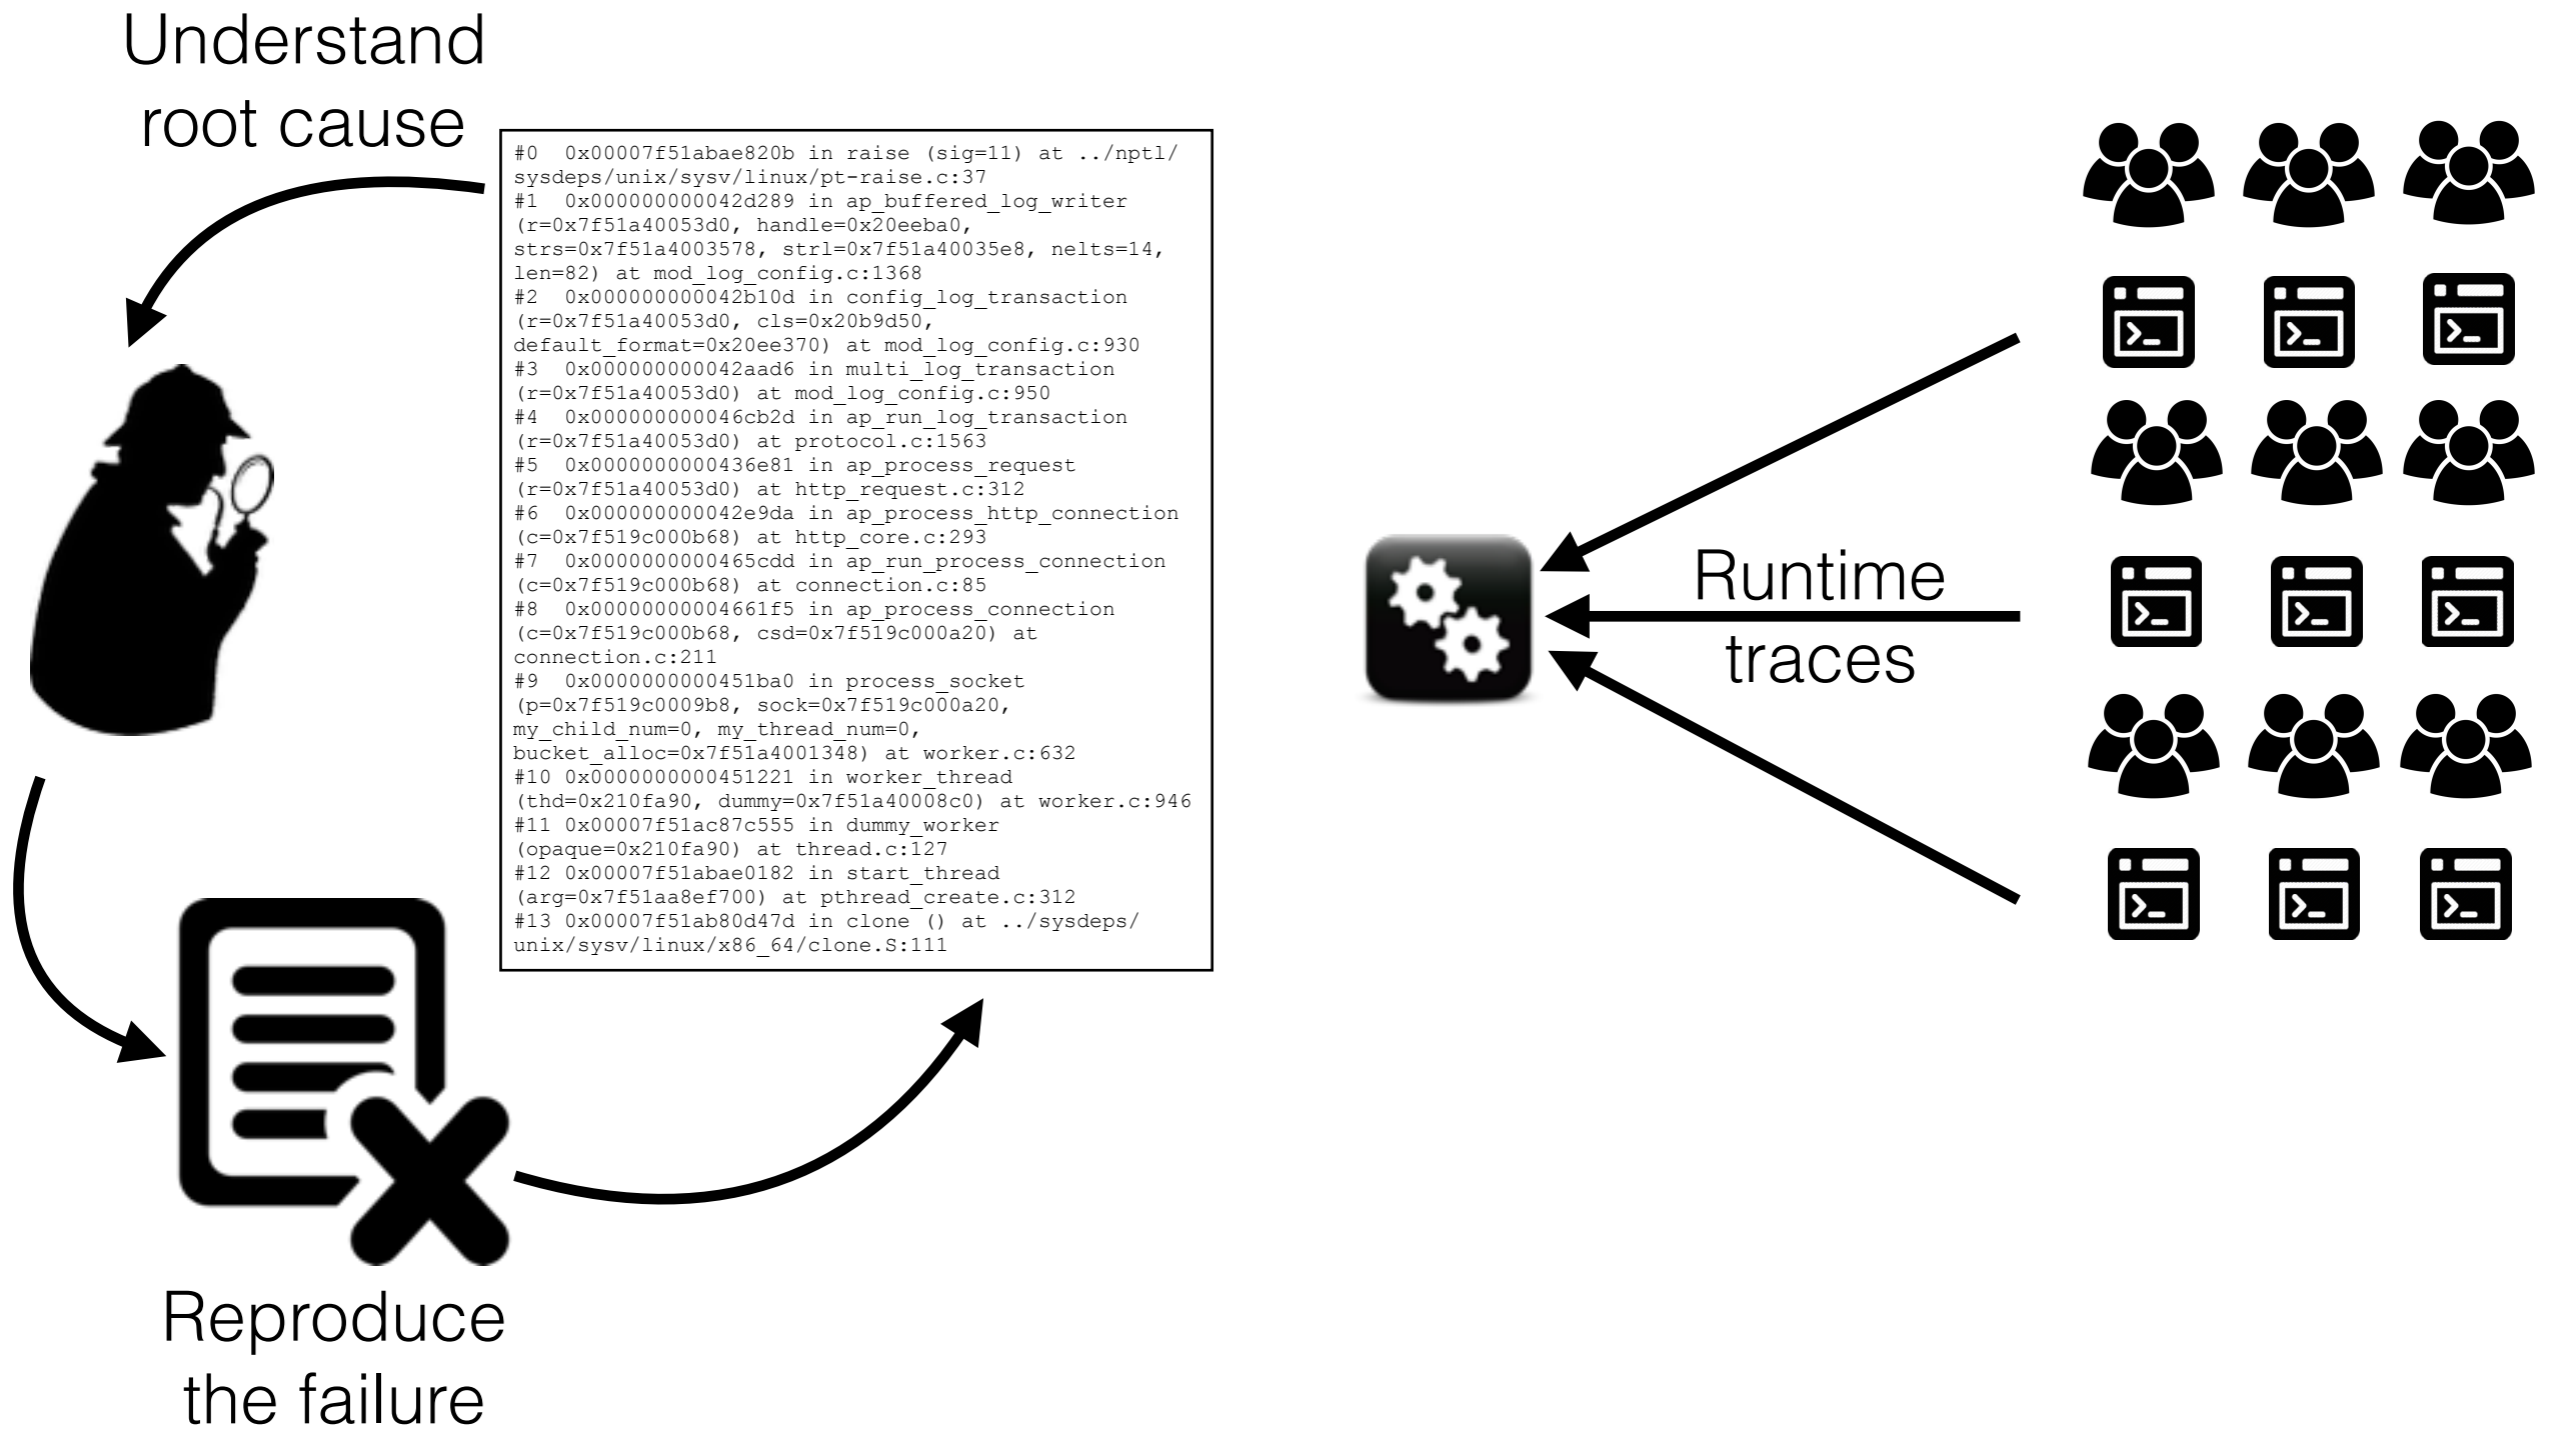 Understand
root cause
#0  0x00007f51abae820b in raise (sig=11) at ../nptl/
sysdeps/unix/sysv/linux/pt-raise.c:37
#1  0x000000000042d289 in ap_buffered_log_writer
(r=0x7f51a40053d0, handle=0x20eeba0,
strs=0x7f51a4003578, strl=0x7f51a40035e8, nelts=14,
len=82) at mod_log_config.c:1368
#2  0x000000000042b10d in config_log_transaction
(r=0x7f51a40053d0, cls=0x20b9d50,
default_format=0x20ee370) at mod_log_config.c:930
#3  0x000000000042aad6 in multi_log_transaction
(r=0x7f51a40053d0) at mod_log_config.c:950
#4  0x000000000046cb2d in ap_run_log_transaction
(r=0x7f51a40053d0) at protocol.c:1563
#5  0x0000000000436e81 in ap_process_request
(r=0x7f51a40053d0) at http_request.c:312
#6  0x000000000042e9da in ap_process_http_connection
(c=0x7f519c000b68) at http_core.c:293
#7  0x0000000000465cdd in ap_run_process_connection
(c=0x7f519c000b68) at connection.c:85
#8  0x00000000004661f5 in ap_process_connection
(c=0x7f519c000b68, csd=0x7f519c000a20) at
connection.c:211
#9  0x0000000000451ba0 in process_socket
(p=0x7f519c0009b8, sock=0x7f519c000a20,
my_child_num=0, my_thread_num=0,
bucket_alloc=0x7f51a4001348) at worker.c:632
#10 0x0000000000451221 in worker_thread
(thd=0x210fa90, dummy=0x7f51a40008c0) at worker.c:946
#11 0x00007f51ac87c555 in dummy_worker
(opaque=0x210fa90) at thread.c:127
#12 0x00007f51abae0182 in start_thread
(arg=0x7f51aa8ef700) at pthread_create.c:312
#13 0x00007f51ab80d47d in clone () at ../sysdeps/
unix/sysv/linux/x86_64/clone.S:111
Reproduce
the failure
Runtime
traces